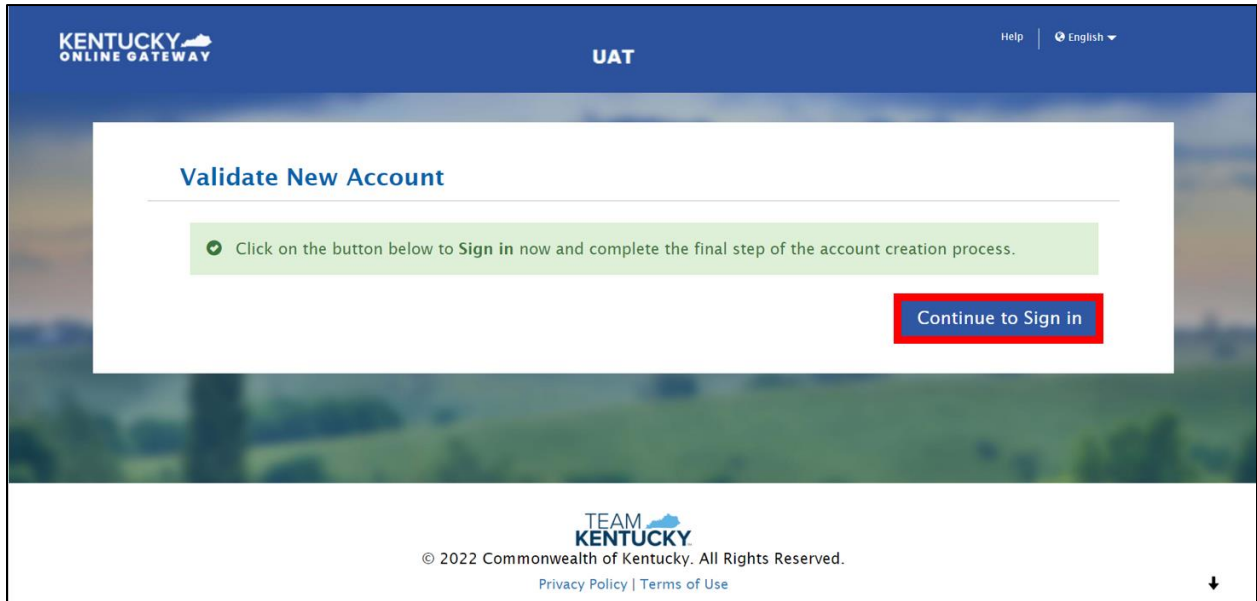 KENTUCKY
ONLINE GATEWAY
UAT
Help
English
Validate New Account
Click on the button below to Sign in now and complete the final step of the account creation process.
Continue to Sign in
TEAM
KENTUCKY
© 2022 Commonwealth of Kentucky. All Rights Reserved.
Privacy Policy | Terms of Use